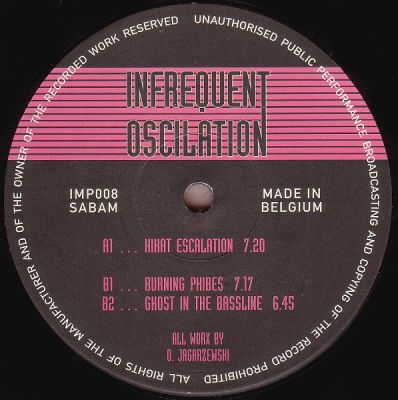 ALL RIGHTS OF THE MANUFACTURER AND OF THE OWNER OF THE RECORDED WORK RESERVED
UNAUTHORISED PUBLIC PERFORMANCE BROADCASTING AND COPYING OF THE RECORD PROHIBITED
INFREQUENT
OSCILATION
IMP008
SABAM
MADE IN
BELGIUM
A1 ... HIHAT ESCALATION 7.20
B1 ... BURNING PHIBES 7.17
B2 ... GHOST IN THE BASSLINE 6.45
ALL WORX BY
O. JAGARZEWSKI